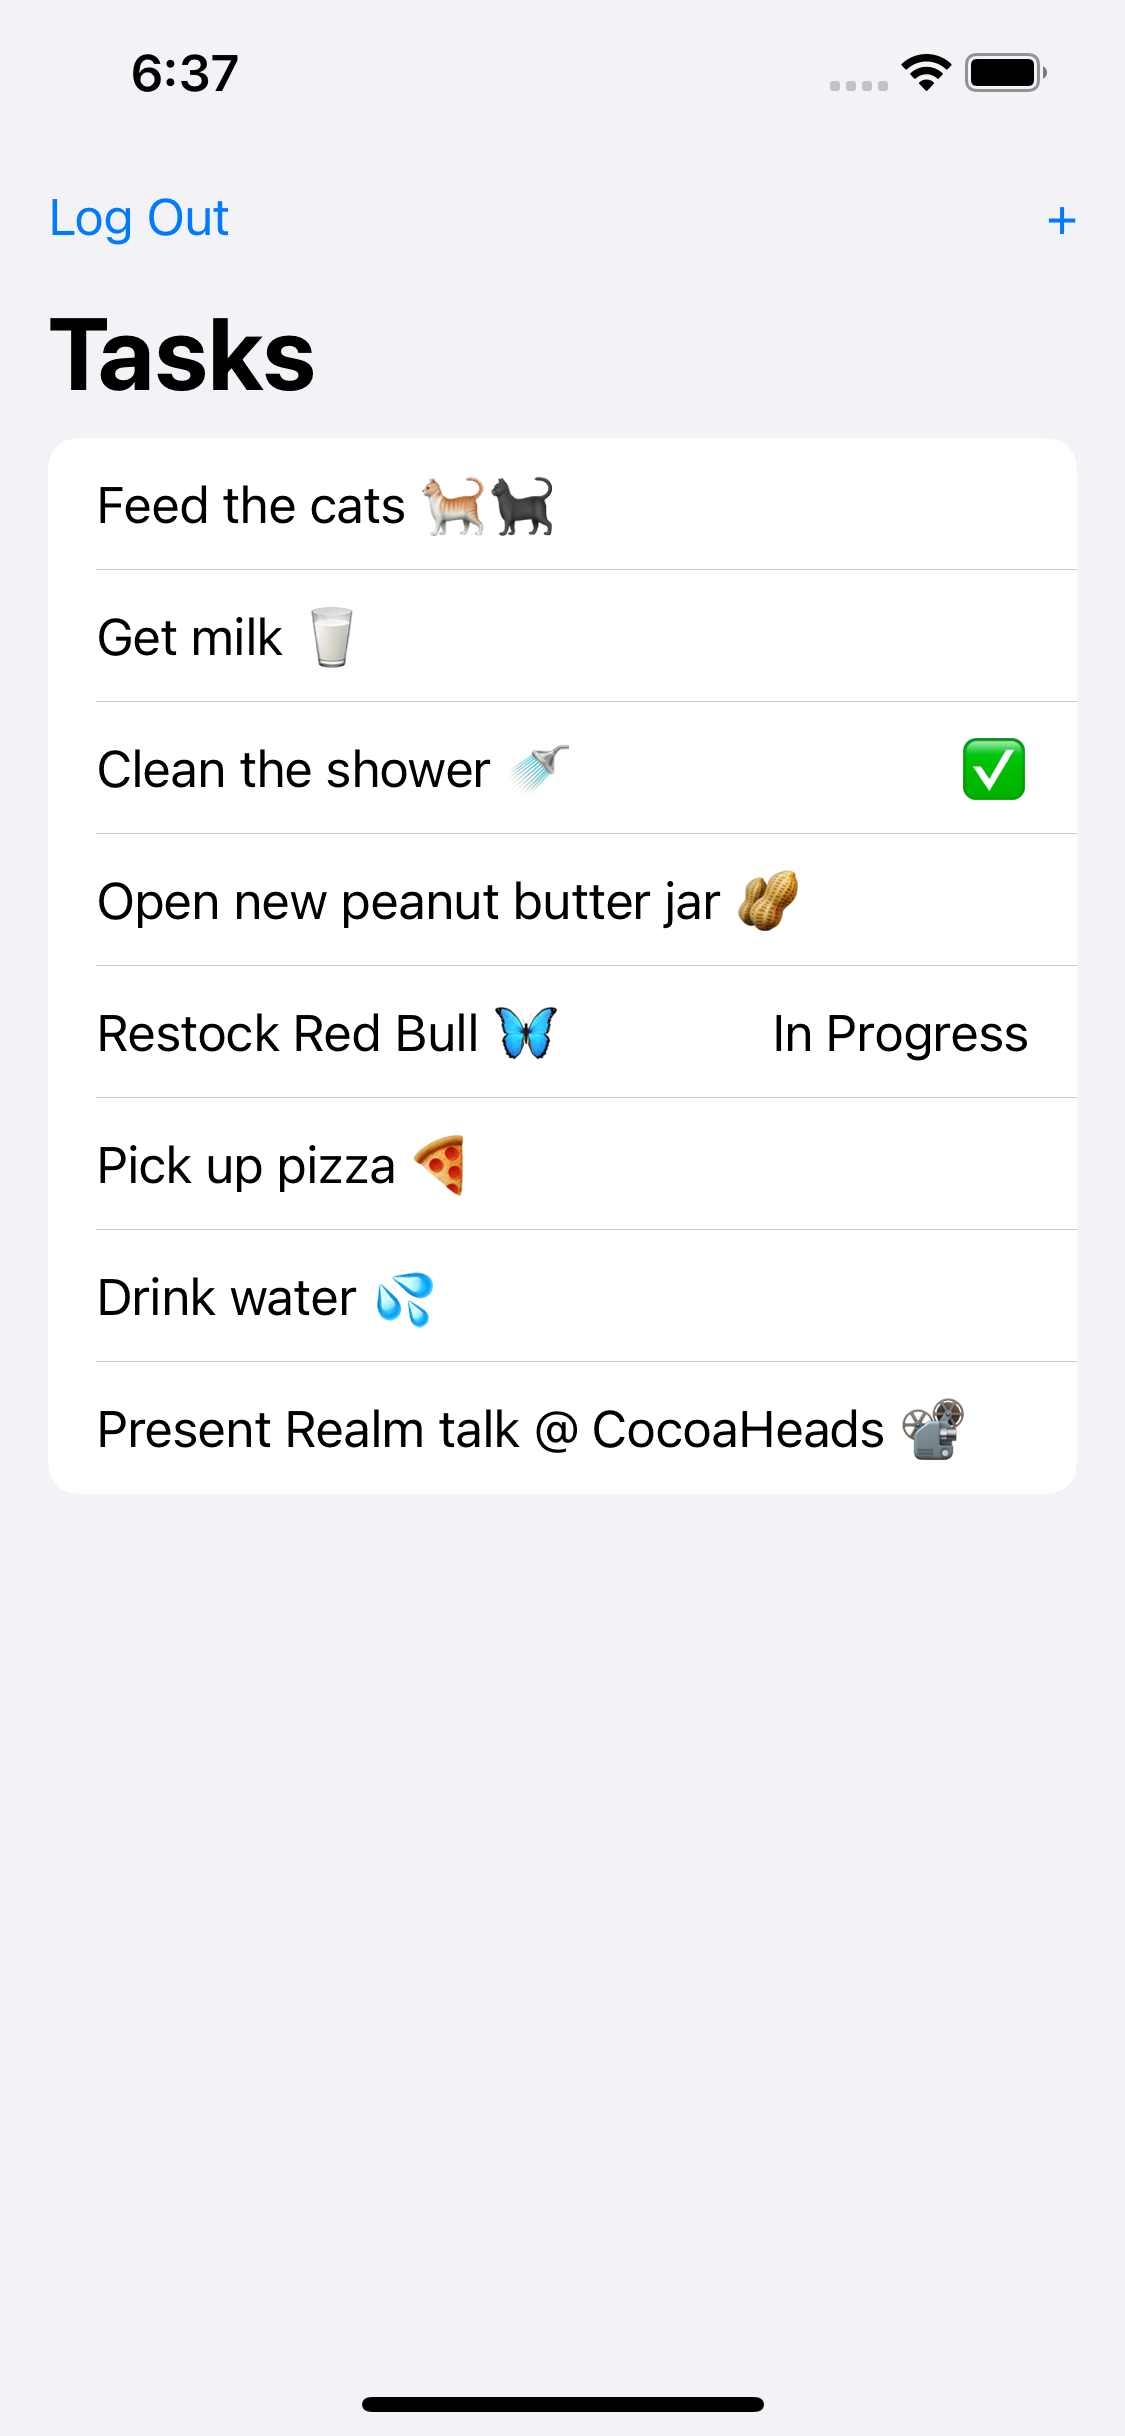 6:37
Log Out +
Tasks
Feed the cats 🐈🐈‍⬛
Get milk 🥛
Clean the shower 🚿 ✅
Open new peanut butter jar 🥜
Restock Red Bull 🦋 In Progress
Pick up pizza 🍕
Drink water 💦
Present Realm talk @ CocoaHeads 📽